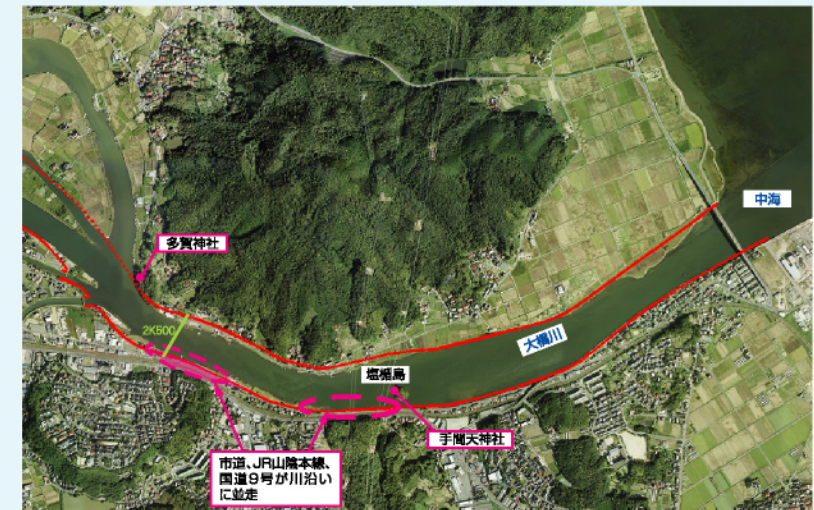 中海
多賀神社
2K500
大橋川
塩楯島
手間天神社
市道、JR山陰本線、
国道9号が川沿い
に並走